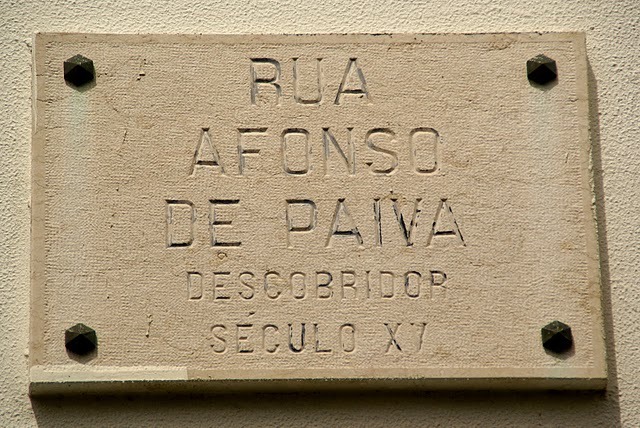 RUA
AFONSO
DE PAIVA
DESCOBRIDOR
SÉCULO XV